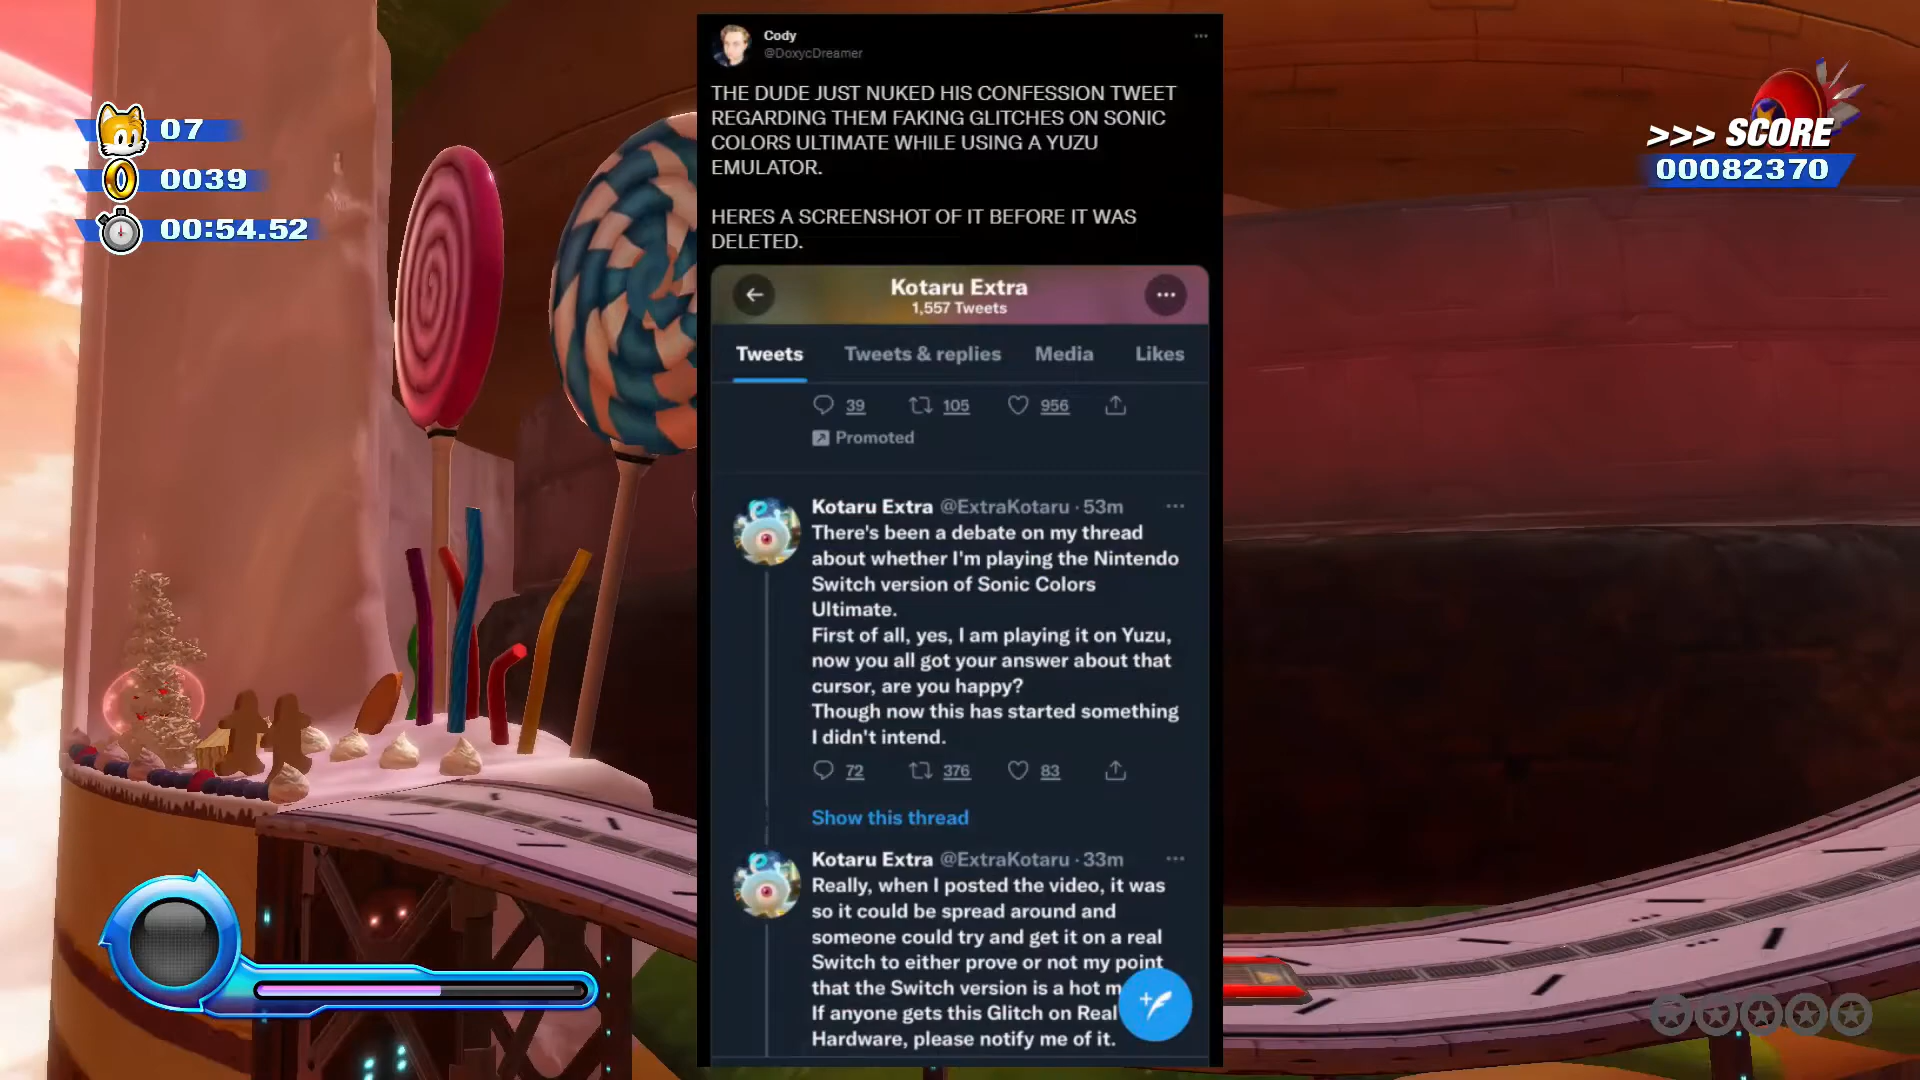 07
0039
00:54.52
>>> SCORE
00082370
Cody
@DoxycDreamer
THE DUDE JUST NUKED HIS CONFESSION TWEET
REGARDING THEM FAKING GLITCHES ON SONIC
COLORS ULTIMATE WHILE USING A YUZU
EMULATOR.
HERES A SCREENSHOT OF IT BEFORE IT WAS
DELETED.
Kotaru Extra
1,557 Tweets
Tweets Tweets & replies Media Likes
39 105 956
Promoted
Kotaru Extra @ExtraKotaru · 53m
There's been a debate on my thread
about whether I'm playing the Nintendo
Switch version of Sonic Colors
Ultimate.
First of all, yes, I am playing it on Yuzu,
now you all got your answer about that
cursor, are you happy?
Though now this has started something
I didn't intend.
72 376 83
Show this thread
Kotaru Extra @ExtraKotaru · 33m
Really, when I posted the video, it was
so it could be spread around and
someone could try and get it on a real
Switch to either prove or not my point
that the Switch version is a hot
If anyone gets this Glitch on Real
Hardware, please notify me of it.